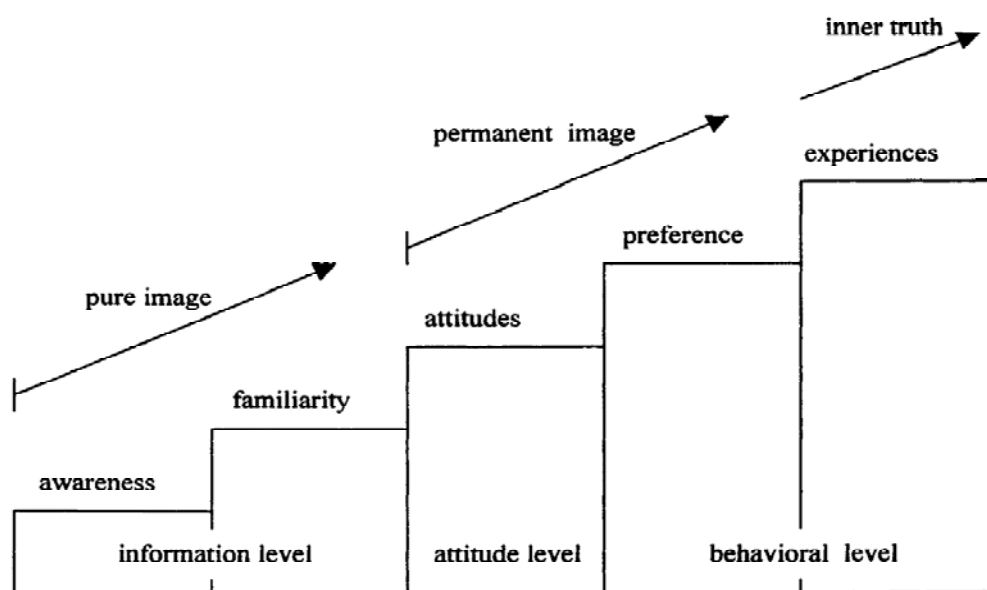 inner truth
permanent image
experiences
preference
pure image
attitudes
familiarity
awareness
information level
attitude level
behavioral level